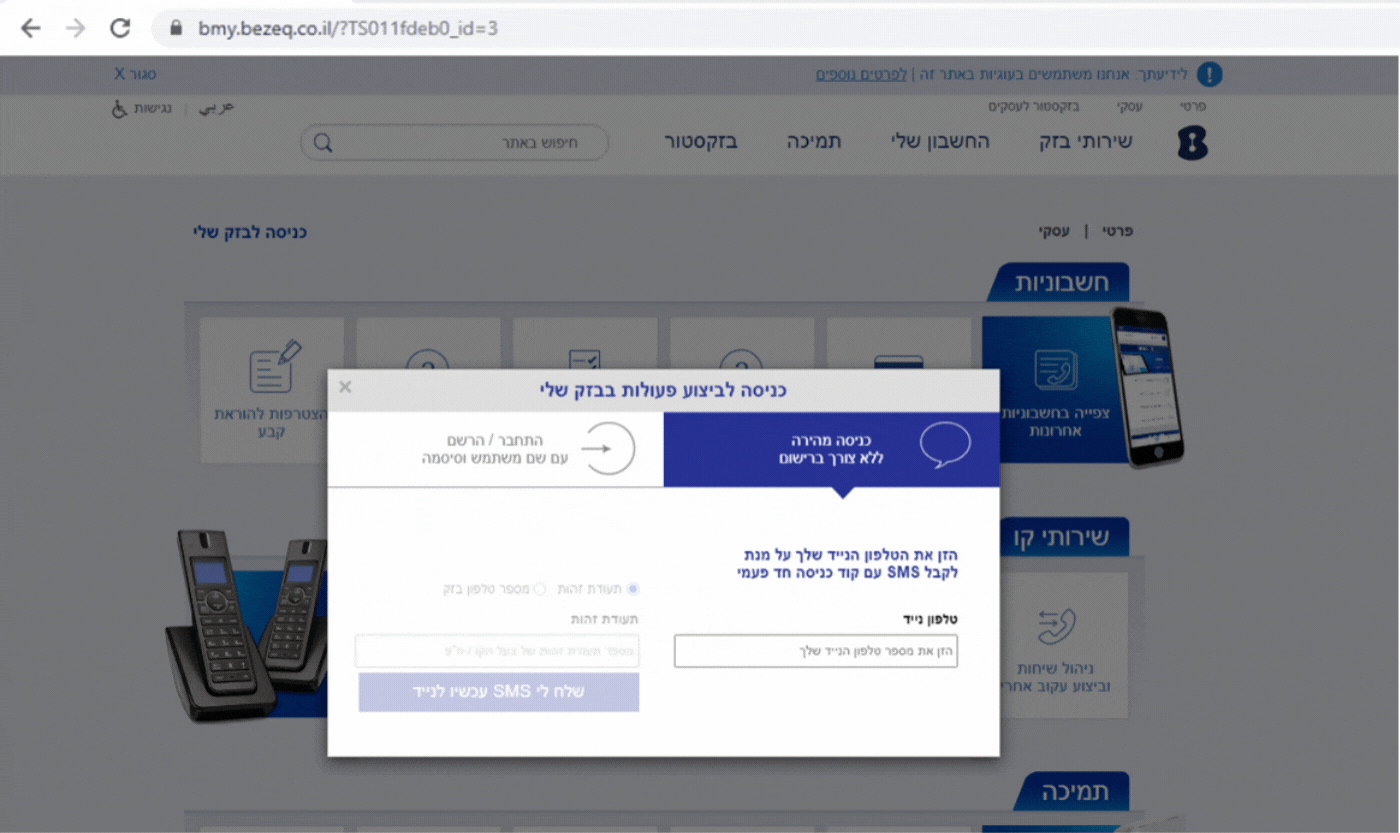 bmy.bezeq.co.il/?TS011fdeb0_id=3
לידיעתך: אנחנו משתמשים בעוגיות באתר זה | לפרטים נוספים
סגור X
פרטי עסקי בזקסטור לעסקים
عربي | נגישות
שירותי בזק החשבון שלי תמיכה בזקסטור חיפוש באתר
פרטי | עסקי
כניסה לבזק שלי
חשבוניות
צפייה בחשבוניות
אחרונות
הצטרפות להוראת
קבע
כניסה לביצוע פעולות בבזק שלי
×
כניסה מהירה
ללא צורך ברישום
התחבר / הרשם
עם שם משתמש וסיסמה
הזן את הטלפון הנייד שלך על מנת
לקבל SMS עם קוד כניסה חד פעמי
טלפון נייד
הזן את מספר טלפון הנייד שלך
תעודת זהות מספר טלפון בזק
תעודת זהות
מספר תעודת זהות של בעל הקו / ח"פ
שלח לי SMS עכשיו לנייד
שירותי קו
ניהול שיחות
וביצוע עקוב אחרי
תמיכה